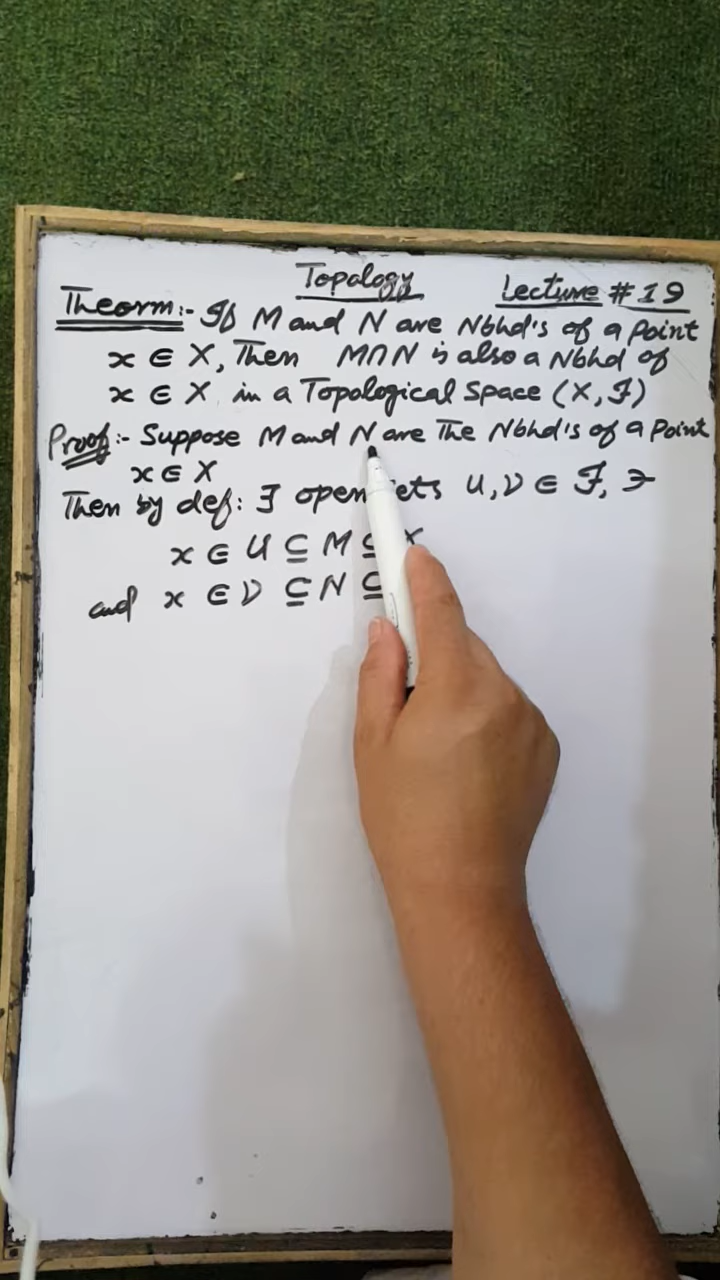 Topology
Lecture # 19
Theorm:- If M and N are Nbhd's of a Point
x ∈ X, Then M∩N is also a Nbhd of
x ∈ X in a Topological Space (X, ℱ)
Proof:- Suppose M and N are The Nbhd's of a Point
x ∈ X
Then by def: ∃ open ets U, V ∈ ℱ, ∋
x ∈ U ⊆ M ⊆ X
and x ∈ V ⊆ N ⊆